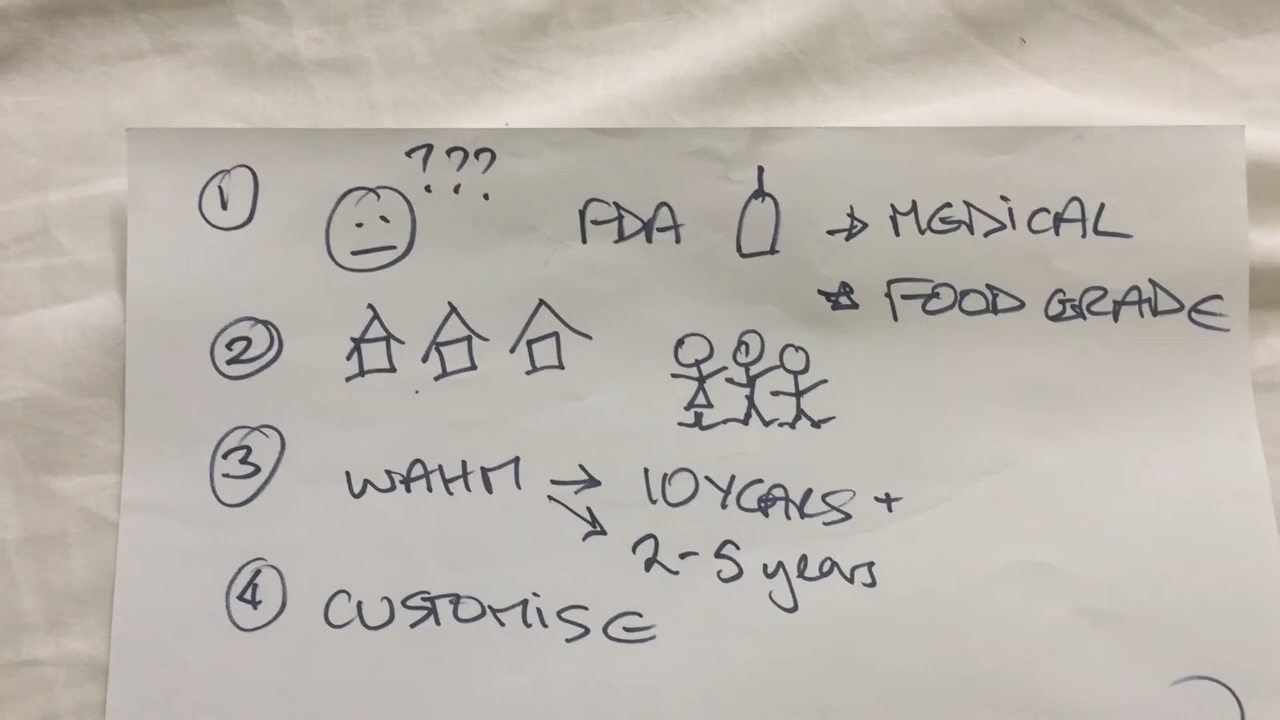 1 ??? FDA → MEDICAL
→ FOOD GRADE
2
3 WAHM → 10 YEARS +
2-5 years
4 CUSTOMISE